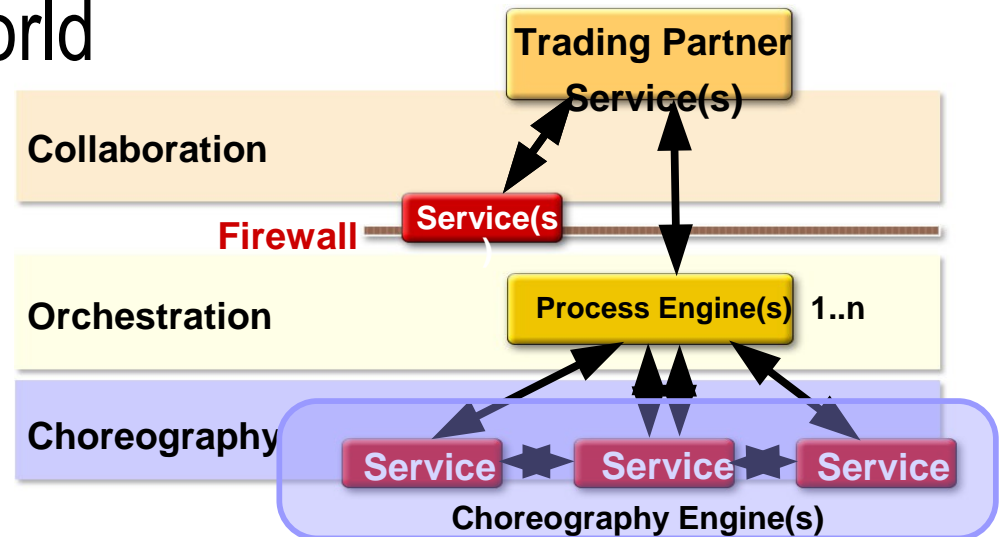 orld
Trading Partner
Service(s)
Collaboration
Service(s
)
Firewall
Orchestration
Process Engine(s) 1..n
Choreography
Service Service Service
Choreography Engine(s)